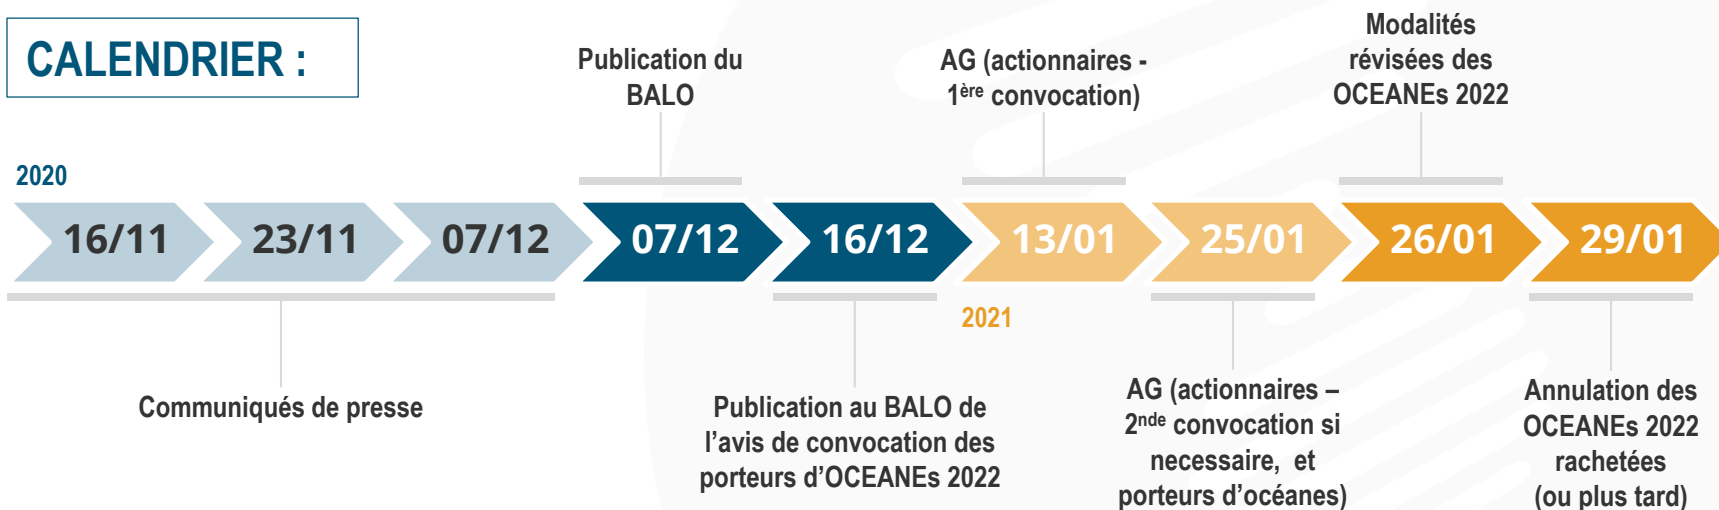 CALENDRIER :
Publication du
BALO
AG (actionnaires -
1ère convocation)
Modalités
révisées des
OCEANEs 2022
2020
16/11
23/11
07/12
07/12
16/12
13/01
25/01
26/01
29/01
2021
Communiqués de presse
Publication au BALO de
l’avis de convocation des
porteurs d’OCEANEs 2022
AG (actionnaires –
2nde convocation si
necessaire, et
porteurs d’océanes)
Annulation des
OCEANEs 2022
rachetées
(ou plus tard)